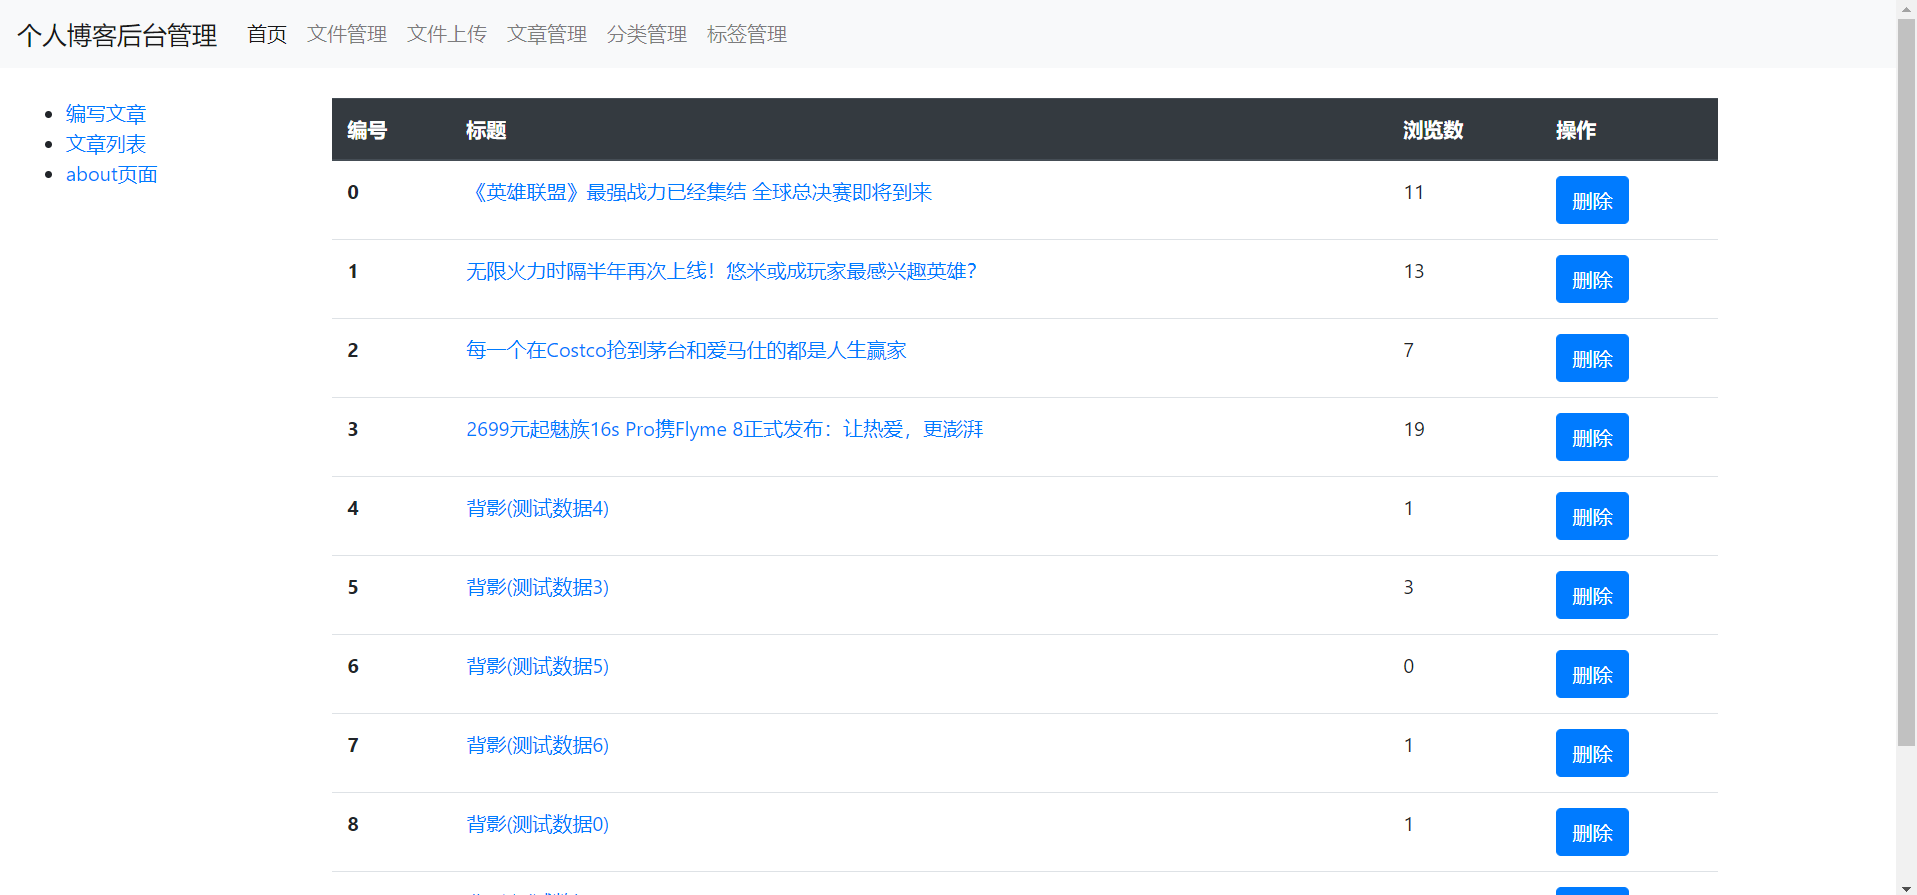 个人博客后台管理 首页 文件管理 文件上传 文章管理 分类管理 标签管理
编写文章
文章列表
about页面
编号 标题 浏览数 操作
0 《英雄联盟》最强战力已经集结 全球总决赛即将到来 11 删除
1 无限火力时隔半年再次上线！悠米或成玩家最感兴趣英雄？ 13 删除
2 每一个在Costco抢到茅台和爱马仕的都是人生赢家 7 删除
3 2699元起魅族16s Pro携Flyme 8正式发布：让热爱，更澎湃 19 删除
4 背影(测试数据4) 1 删除
5 背影(测试数据3) 3 删除
6 背影(测试数据5) 0 删除
7 背影(测试数据6) 1 删除
8 背影(测试数据0) 1 删除